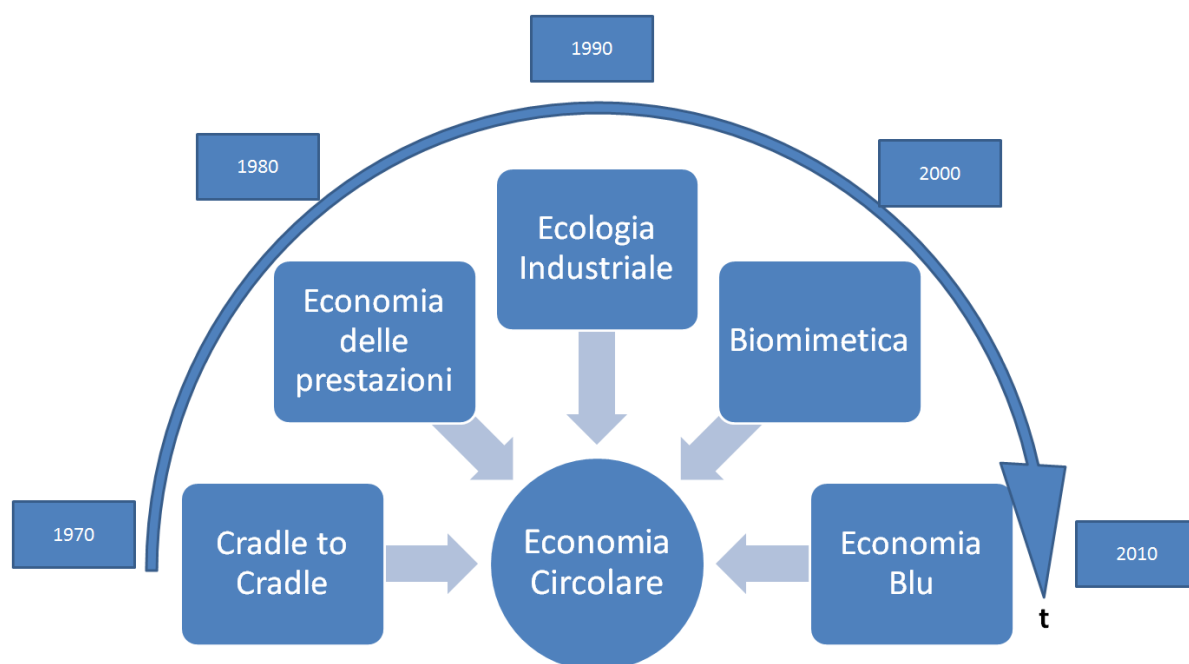 1990
1980
2000
Ecologia
Industriale
Economia
delle
prestazioni
Biomimetica
1970
Cradle to
Cradle
Economia
Circolare
Economia
Blu
2010
t